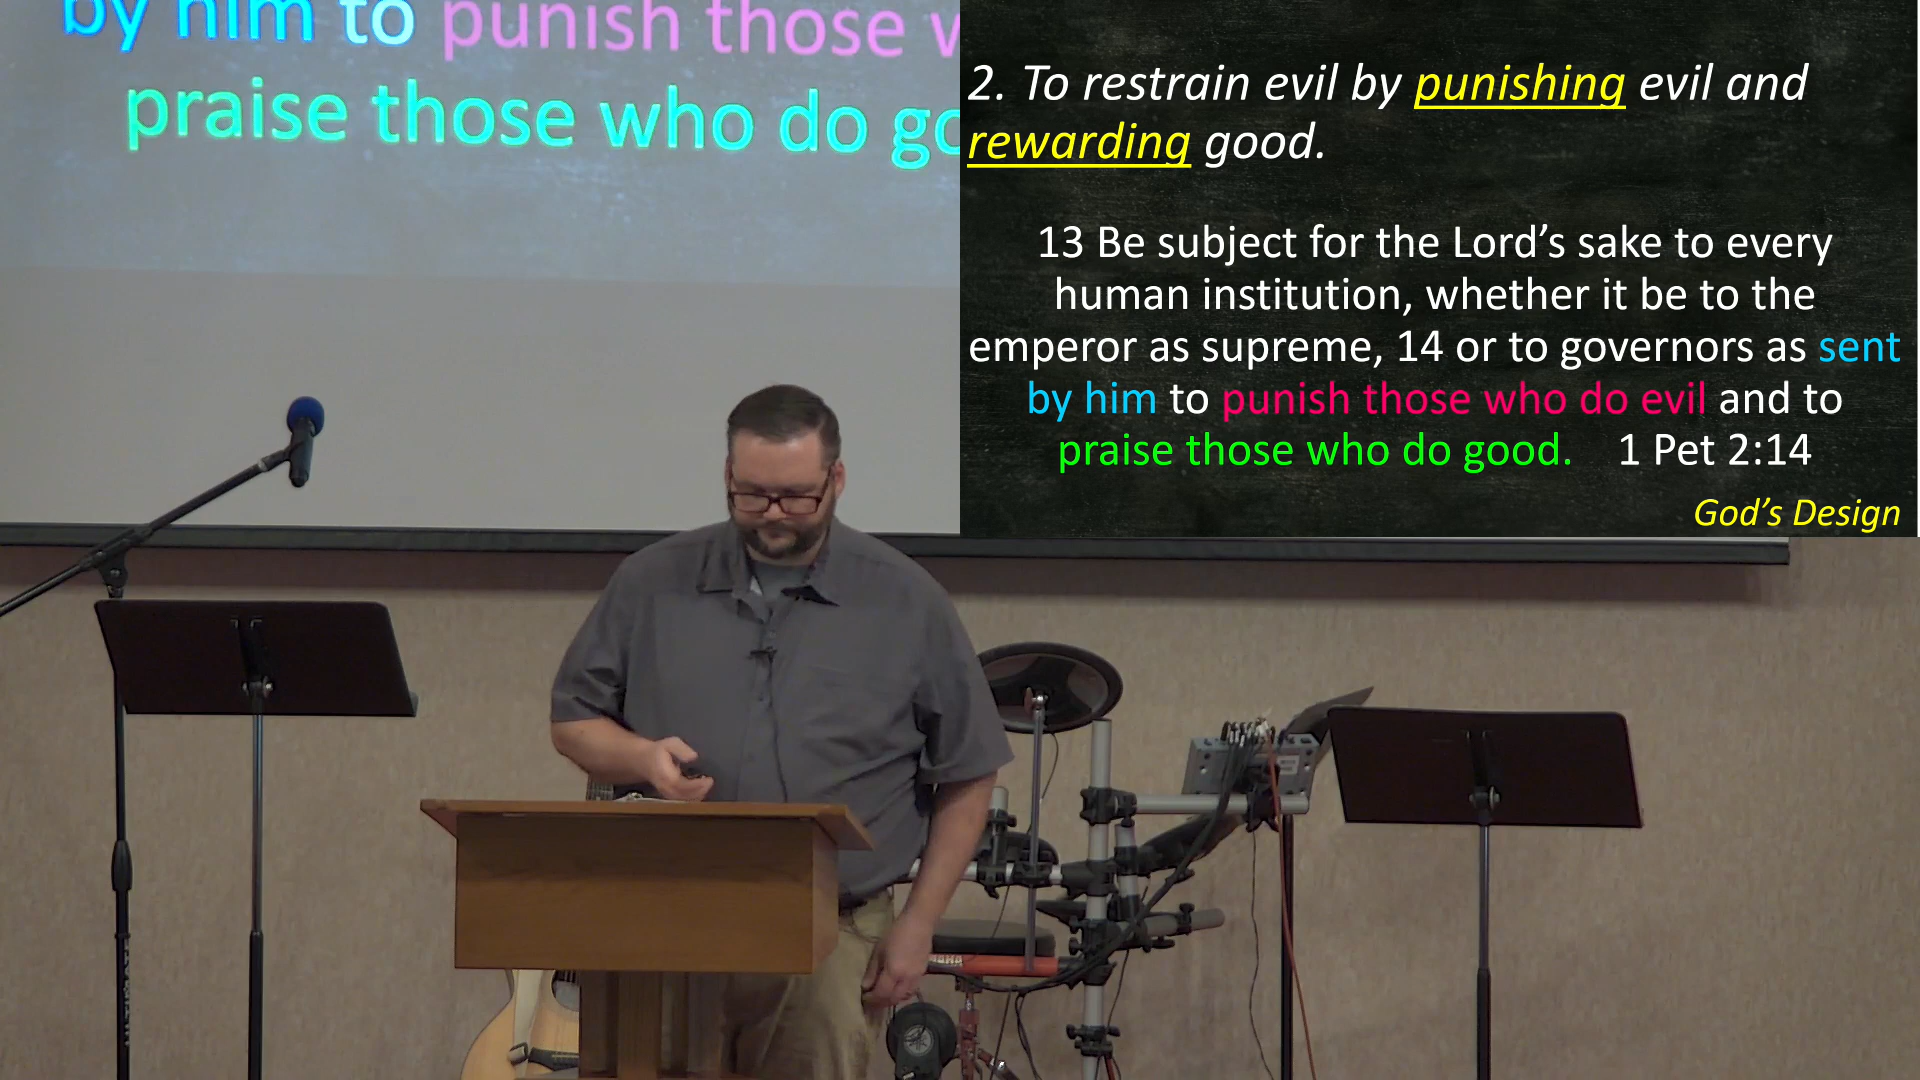 by him to punish those
praise those who do
2. To restrain evil by punishing evil and
rewarding good.
13 Be subject for the Lord’s sake to every
human institution, whether it be to the
emperor as supreme, 14 or to governors as sent
by him to punish those who do evil and to
praise those who do good. 1 Pet 2:14
God’s Design